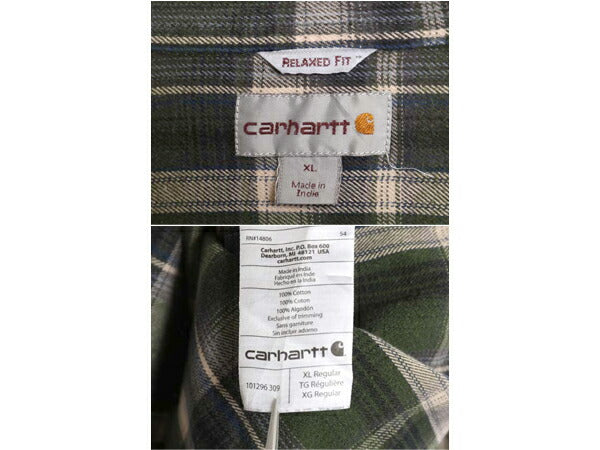 RELAXED FIT
carhartt
XL
Made in
India
RN#14806 54
Carhartt, Inc. P.O. Box 600
Dearborn, MI 48121 USA
carhartt.com
Made in India
Fabriqué en Inde
Hecho en la India
100% Cotton
100% Coton
100% Algodón
Exclusive of trimming
Sans garniture
Sin incluir adorno
carhartt
101296 309
XL Regular
TG Régulière
XG Regular